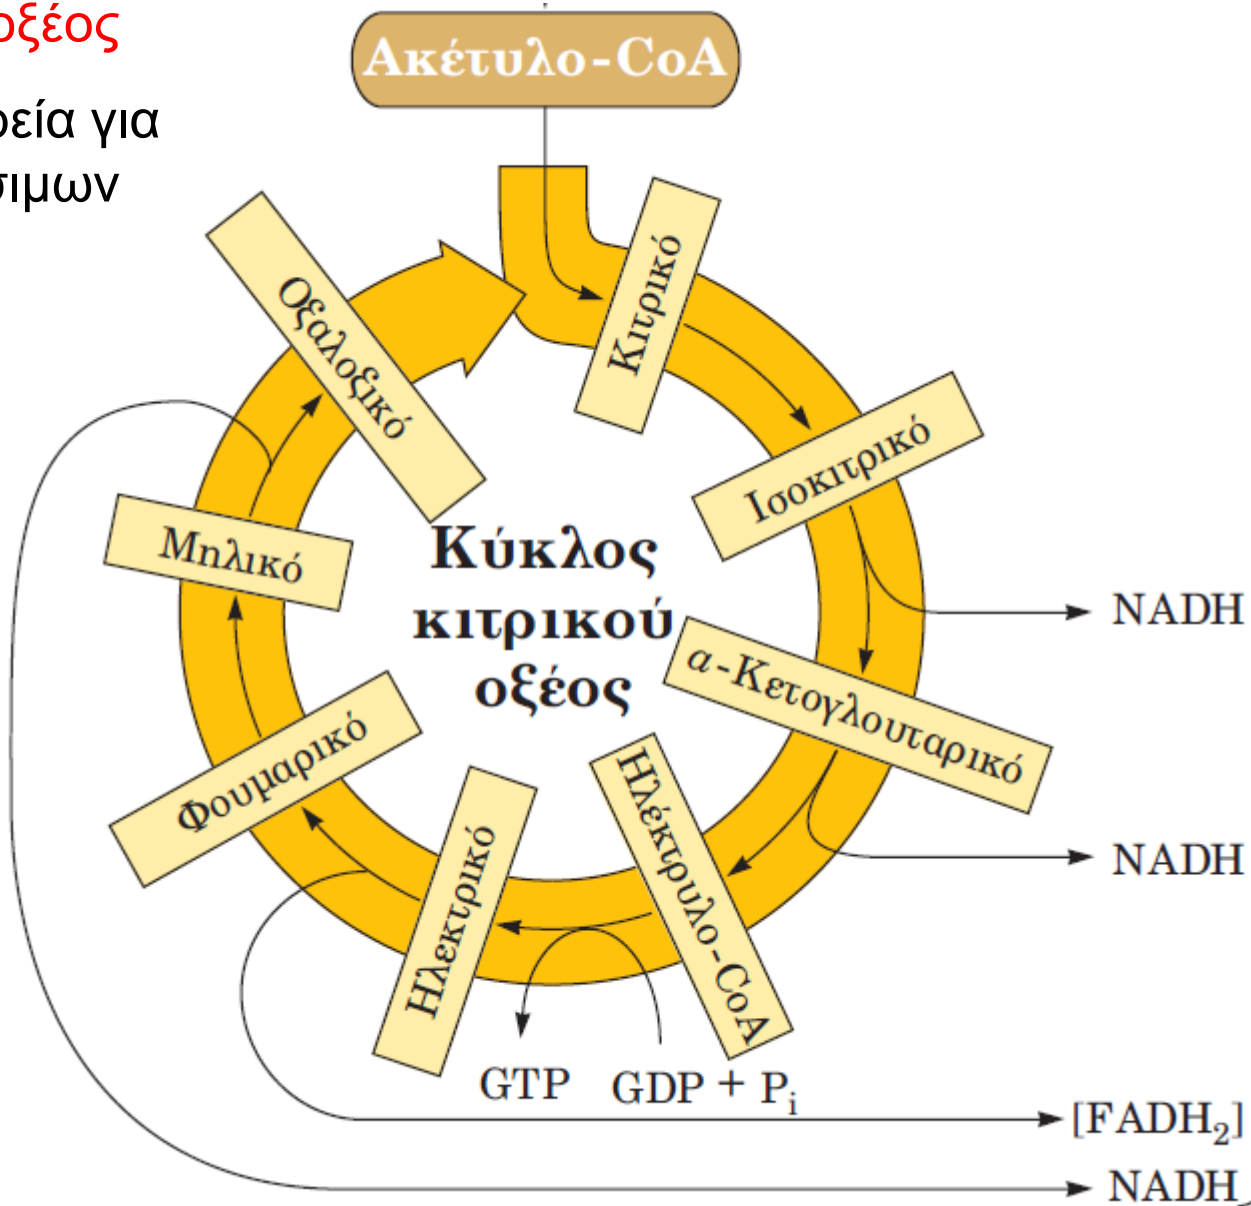 οξέος
ρεία για
σιμων
Ακέτυλο-CoA
Κιτρικό
Ισοκιτρικό
α-Κετογλουταρικό
Ηλέκτρυλο-CoA
Ηλεκτρικό
Φουμαρικό
Μηλικό
Οξαλοξικό
Κύκλος
κιτρικού
οξέος
NADH
NADH
GTP
GDP + Pi
[FADH2]
NADH